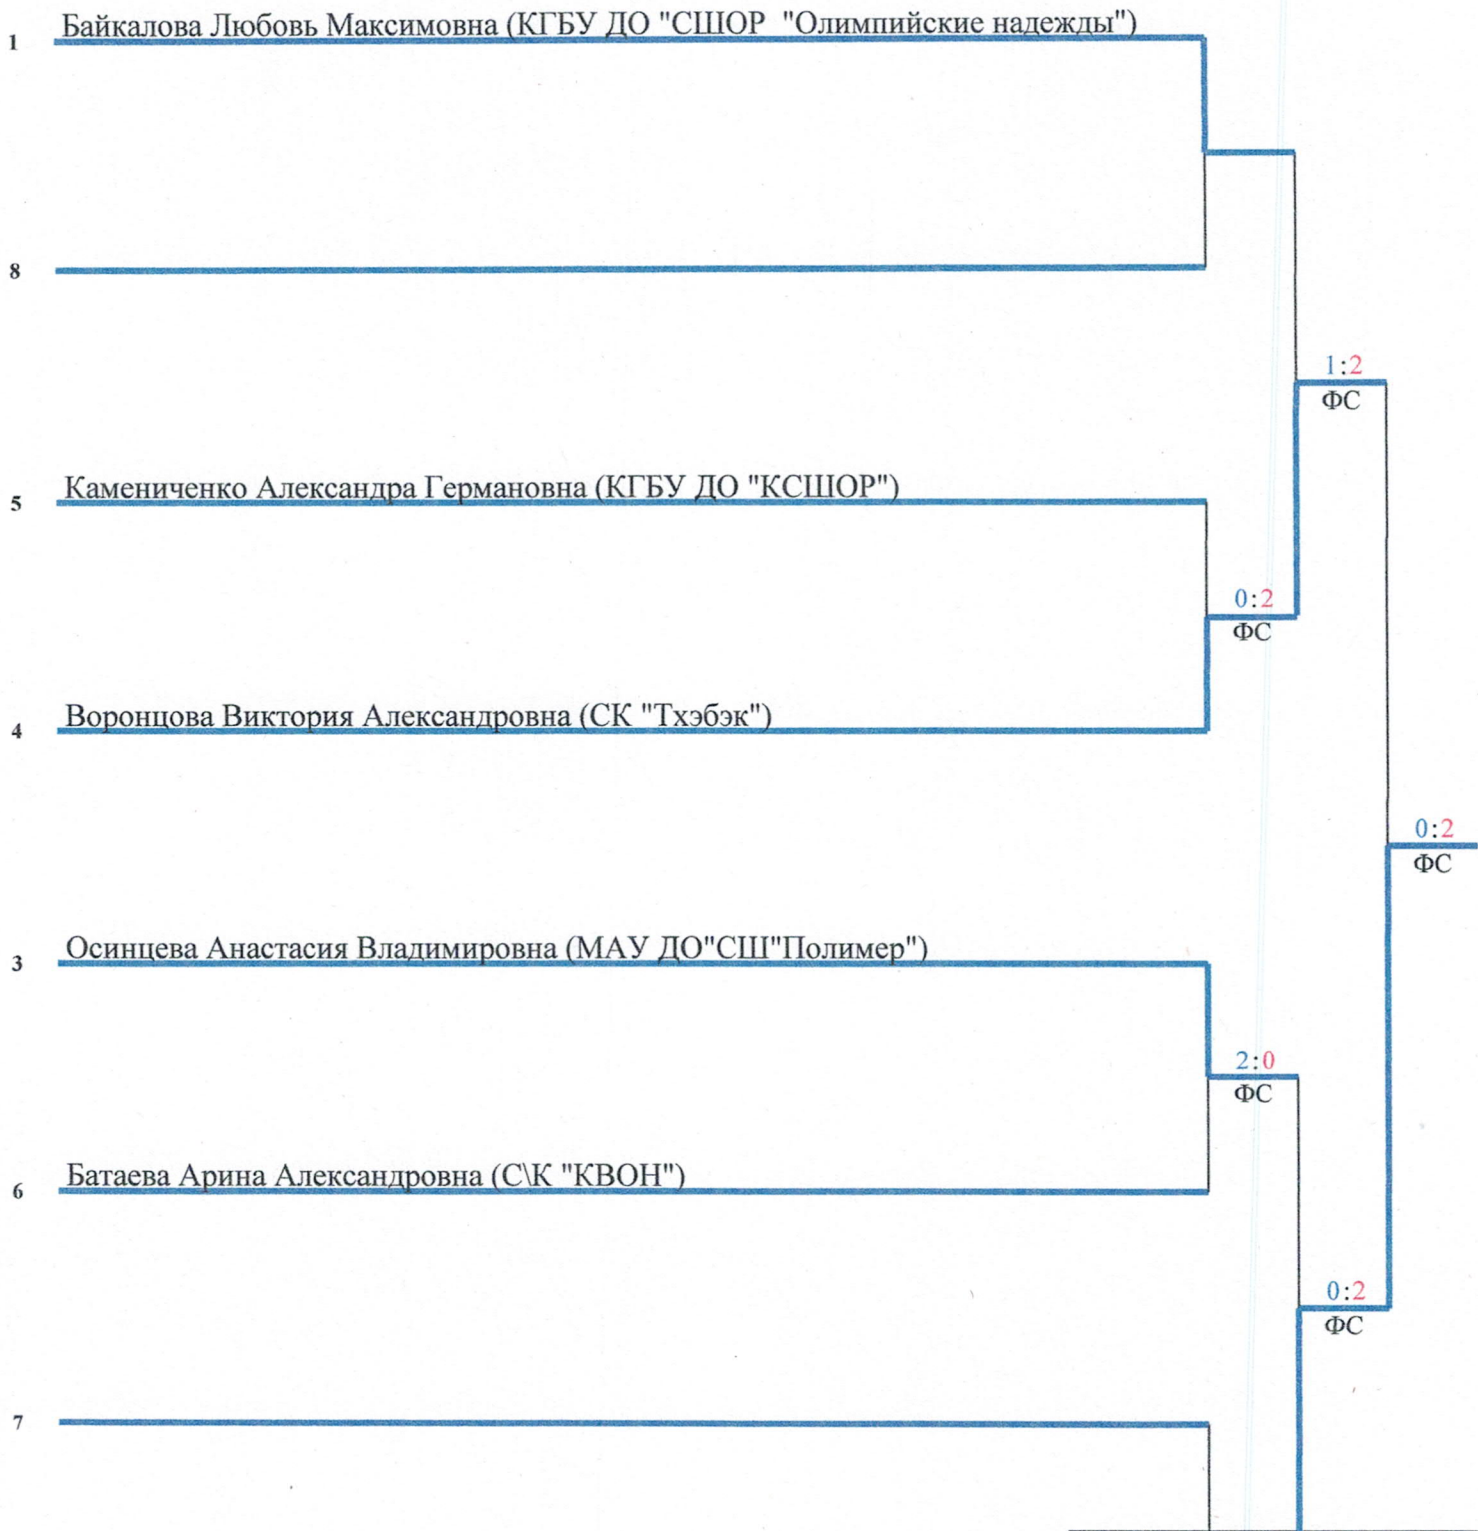 1 Байкалова Любовь Максимовна (КГБУ ДО "СШОР "Олимпийские надежды")
8
1:2
ФС
5 Камениченко Александра Германовна (КГБУ ДО "КСШОР")
0:2
ФС
4 Воронцова Виктория Александровна (СК "Тхэбэк")
0:2
ФС
3 Осинцева Анастасия Владимировна (МАУ ДО"СШ"Полимер")
2:0
ФС
6 Батаева Арина Александровна (С\К "КВОН")
0:2
ФС
7